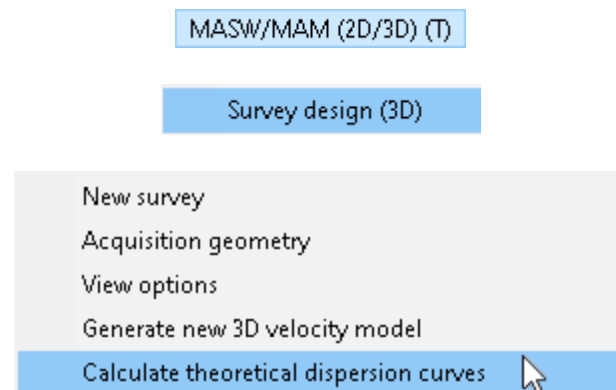 MASW/MAM (2D/3D) (T)
Survey design (3D)
New survey
Acquisition geometry
View options
Generate new 3D velocity model
Calculate theoretical dispersion curves